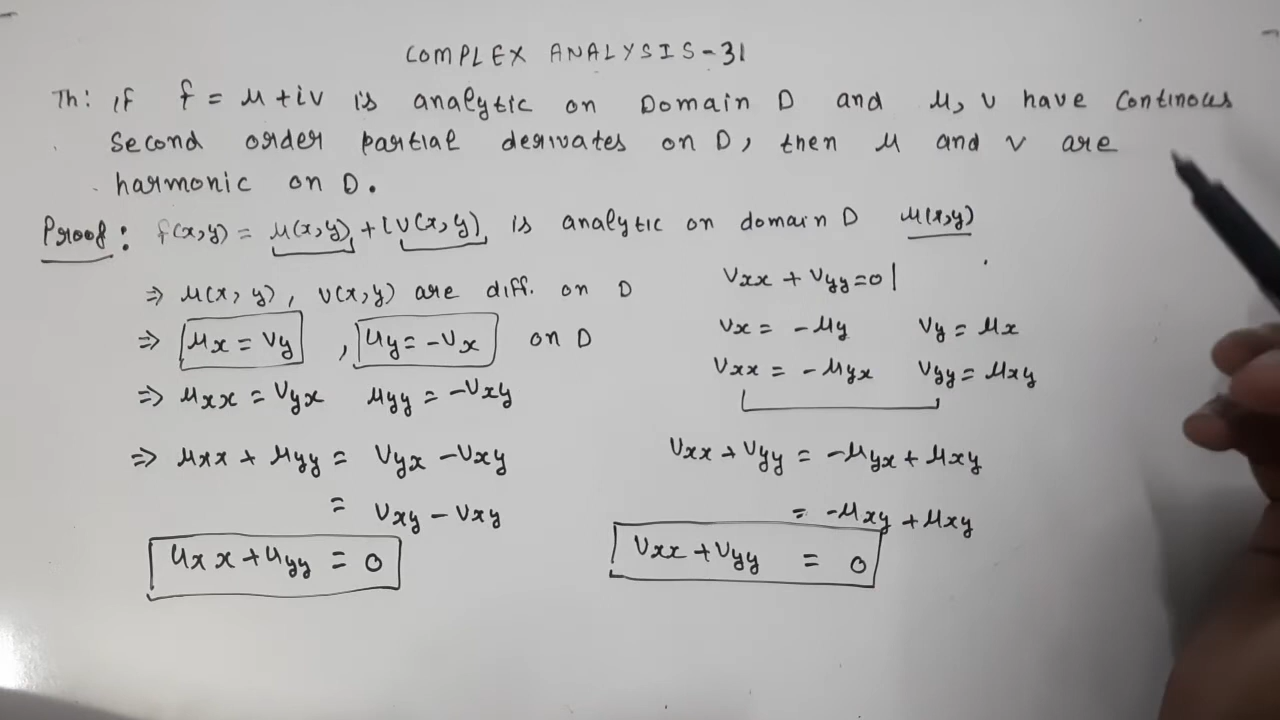 COMPLEX ANALYSIS-31
Th: if f = u+iv is analytic on Domain D and u, v have Continous
Second order partial derivates on D, then u and v are
harmonic on D.
Proof: f(x,y) = u(x,y) + iv(x,y) is analytic on domain D u(x,y)
⇒ u(x, y), v(x,y) are diff. on D
⇒ ux = vy , uy = -vx on D
⇒ uxx = vyx uyy = -vxy
⇒ uxx + uyy = vyx - vxy
= vxy - vxy
uxx + uyy = 0
vxx + vyy = 0|
vx = -uy vy = ux
vxx = -uyx vyy = uxy
vxx + vyy = -uyx + uxy
= -uxy + uxy
vxx + vyy = 0